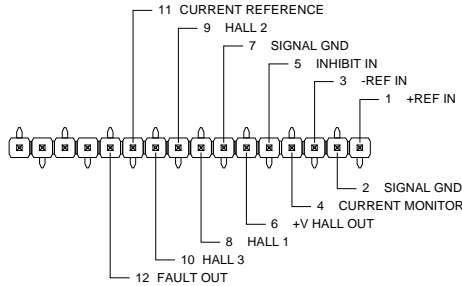 11 CURRENT REFERENCE
9 HALL 2
7 SIGNAL GND
5 INHIBIT IN
3 -REF IN
1 +REF IN
2 SIGNAL GND
4 CURRENT MONITOR
6 +V HALL OUT
8 HALL 1
10 HALL 3
12 FAULT OUT